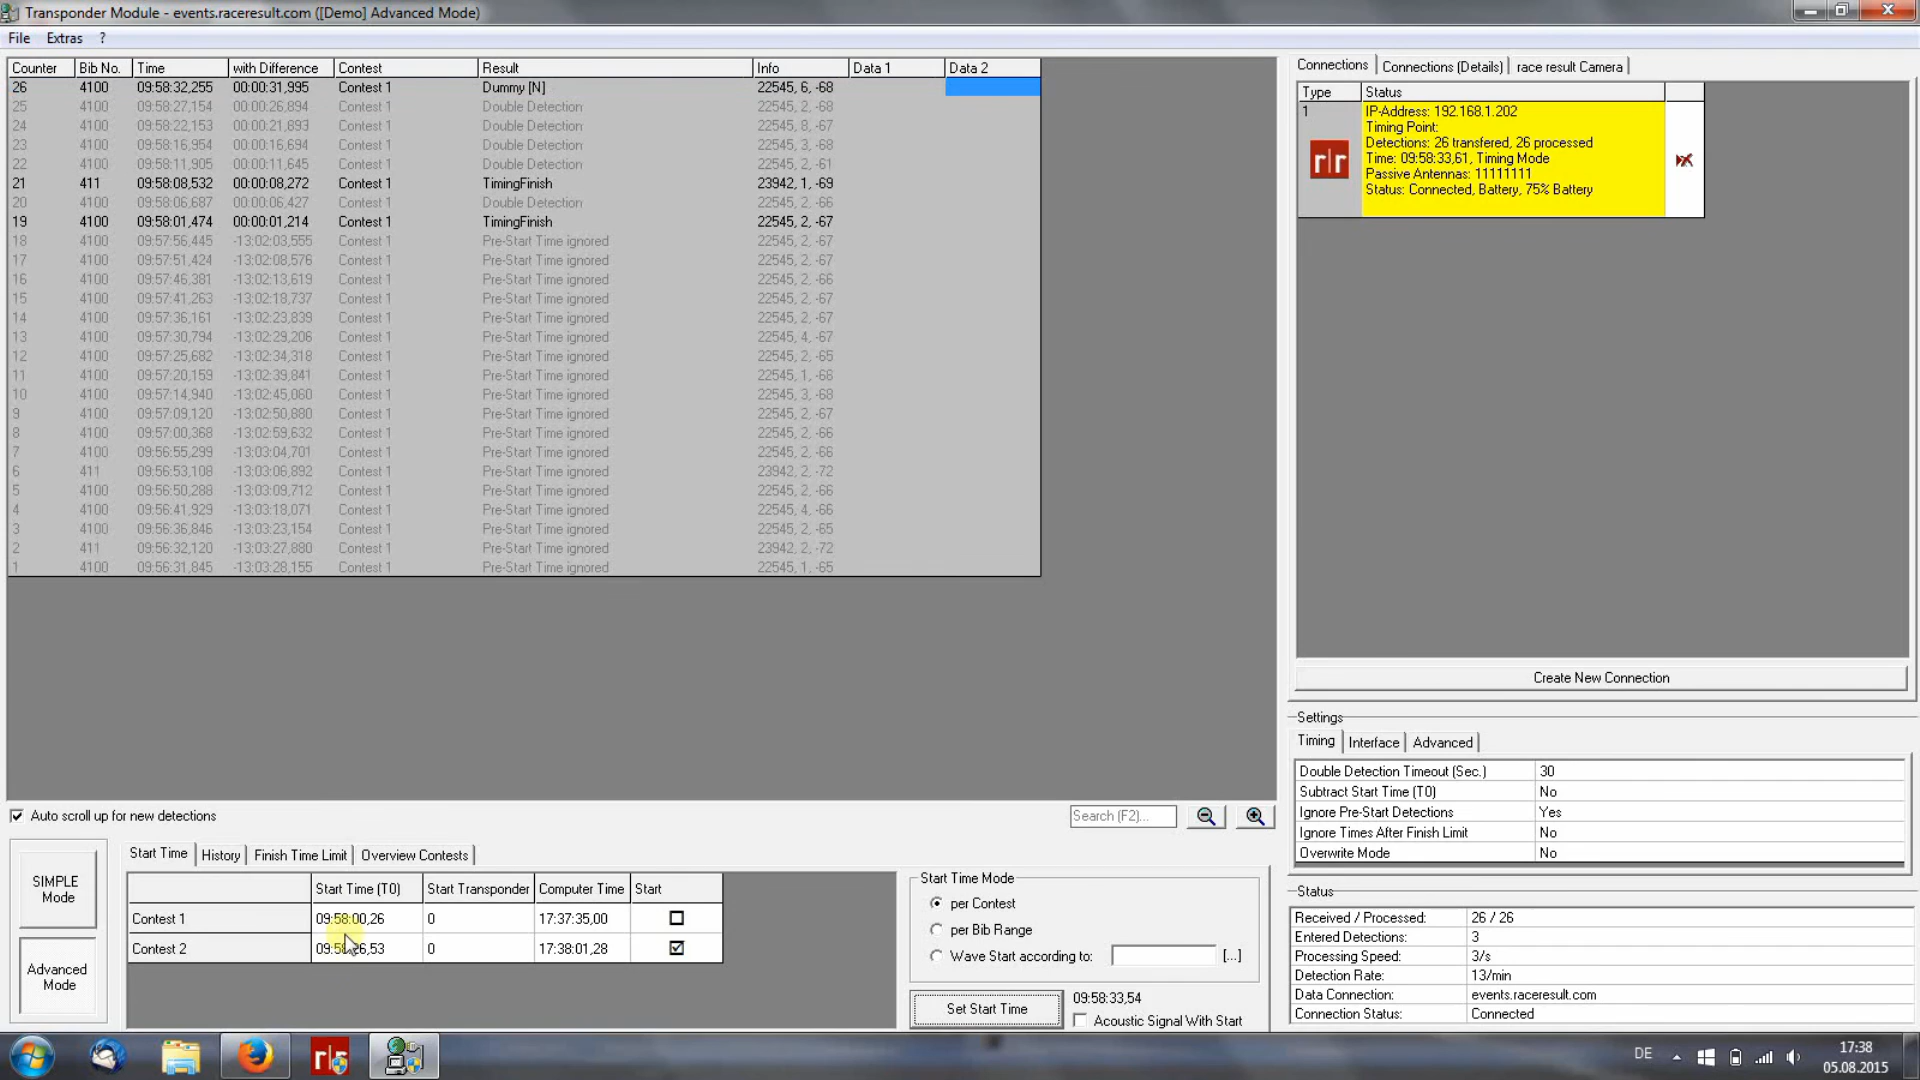 Transponder Module - events.raceresult.com ([Demo] Advanced Mode)
File Extras ?
Counter Bib No. Time with Difference Contest Result Info Data 1 Data 2
26 4100 09:58:32,255 00:00:31,995 Contest 1 Dummy [N] 22545, 6, -68
25 4100 09:58:27,154 00:00:26,894 Contest 1 Double Detection 22545, 2, -67
24 4100 09:58:22,153 00:00:21,893 Contest 1 Double Detection 22545, 8, -67
23 4100 09:58:16,954 00:00:16,694 Contest 1 Double Detection 22545, 3, -68
22 4100 09:58:11,905 00:00:11,645 Contest 1 Double Detection 22545, 2, -61
21 411 09:58:08,532 00:00:08,272 Contest 1 TimingFinish 23942, 1, -69
20 4100 09:58:06,687 00:00:06,427 Contest 1 Double Detection 22545, 2, -66
19 4100 09:58:01,474 00:00:01,214 Contest 1 TimingFinish 22545, 2, -67
18 4100 09:57:56,445 -13:02:03,555 Contest 1 Pre-Start Time ignored 22545, 2, -67
17 4100 09:57:51,424 -13:02:08,576 Contest 1 Pre-Start Time ignored 22545, 2, -67
16 4100 09:57:46,381 -13:02:13,619 Contest 1 Pre-Start Time ignored 22545, 2, -66
15 4100 09:57:41,263 -13:02:18,737 Contest 1 Pre-Start Time ignored 22545, 2, -67
14 4100 09:57:36,161 -13:02:23,839 Contest 1 Pre-Start Time ignored 22545, 2, -66
13 4100 09:57:30,794 -13:02:29,206 Contest 1 Pre-Start Time ignored 22545, 4, -67
12 4100 09:57:25,682 -13:02:34,318 Contest 1 Pre-Start Time ignored 22545, 2, -65
11 4100 09:57:20,159 -13:02:39,841 Contest 1 Pre-Start Time ignored 22545, 1, -66
10 4100 09:57:14,940 -13:02:45,060 Contest 1 Pre-Start Time ignored 22545, 3, -68
9 4100 09:57:09,120 -13:02:50,880 Contest 1 Pre-Start Time ignored 22545, 2, -67
8 4100 09:57:00,368 -13:02:59,632 Contest 1 Pre-Start Time ignored 22545, 2, -66
7 4100 09:56:55,299 -13:03:04,701 Contest 1 Pre-Start Time ignored 22545, 2, -66
6 411 09:56:53,108 -13:03:06,892 Contest 1 Pre-Start Time ignored 23942, 2, -72
5 4100 09:56:50,288 -13:03:09,712 Contest 1 Pre-Start Time ignored 22545, 2, -66
4 4100 09:56:41,929 -13:03:18,071 Contest 1 Pre-Start Time ignored 22545, 4, -66
3 4100 09:56:36,846 -13:03:23,154 Contest 1 Pre-Start Time ignored 22545, 2, -65
2 411 09:56:32,120 -13:03:27,880 Contest 1 Pre-Start Time ignored 23942, 2, -72
1 4100 09:56:31,845 -13:03:28,155 Contest 1 Pre-Start Time ignored 22545, 1, -65
Connections Connections (Details) race result Camera
Type Status
1 IP-Address: 192.168.1.202
Timing Point:
Detections: 26 transfered, 26 processed
r|r Time: 09:58:33,61, Timing Mode
Passive Antennas: 11111111
Status: Connected, Battery, 75% Battery
Create New Connection
Settings
Timing Interface Advanced
Double Detection Timeout (Sec.) 30
Subtract Start Time (T0) No
Ignore Pre-Start Detections Yes
Ignore Times After Finish Limit No
Overwrite Mode No
Status
Received / Processed: 26 / 26
Entered Detections: 3
Processing Speed: 3/s
Detection Rate: 13/min
Data Connection: events.raceresult.com
Connection Status: Connected
Auto scroll up for new detections
Search (F2)...
SIMPLE
Mode
Advanced
Mode
Start Time History Finish Time Limit Overview Contests
Start Time (T0) Start Transponder Computer Time Start
Contest 1 09:58:00,26 0 17:37:35,00
Contest 2 09:58:26,53 0 17:38:01,28
Start Time Mode
per Contest
per Bib Range
Wave Start according to: [...]
Set Start Time
09:58:33,54
Acoustic Signal With Start
r|r
DE
17:38
05.08.2015